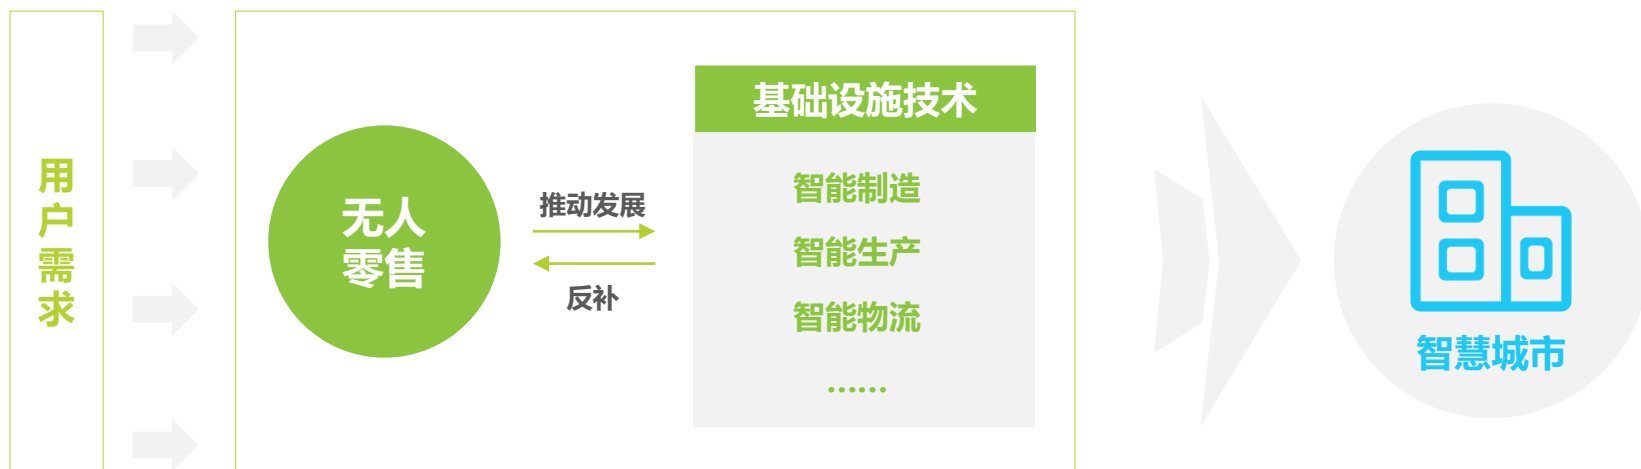 用户需求
无人
零售
推动发展
反补
基础设施技术
智能制造
智能生产
智能物流
······
智慧城市